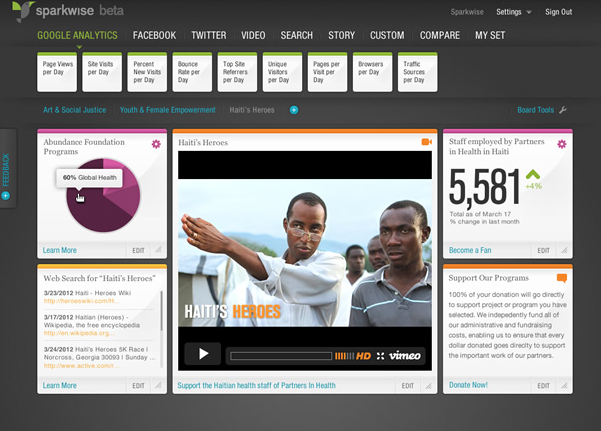 sparkwise beta
Sparkwise Settings Sign Out
GOOGLE ANALYTICS FACEBOOK TWITTER VIDEO SEARCH STORY CUSTOM COMPARE MY SET
Page Views
per Day
Site Visits
per Day
Percent
New Visits
per Day
Bounce
Rate per
Day
Top Site
Referrers
per Day
Unique
Visitors
per Day
Pages per
Visit per
Day
Browsers
per Day
Traffic
Sources
per Day
Art & Social Justice Youth & Female Empowerment Haiti's Heroes Board Tools
FEEDBACK
Abundance Foundation
Programs
60% Global Health
Learn More EDIT
Web Search for "Haiti's Heroes"
3/23/2012 Haiti - Heroes Wiki
http://heroeswiki.com/H...
3/17/2012 Haitian (Heroes) -
Wikipedia, the free encyclopedia
http://en.wikipedia.org...
3/24/2012 Haiti's Heroes 5K Race I
Norcross, Georgia 30093 I Sunday ...
http://www.active.com/r...
Learn More EDIT
Haiti's Heroes
HAITI'S HEROES
HD vimeo
Support the Haitian health staff of Partners In Health EDIT
Staff employed by Partners
in Health in Haiti
5,581
+4%
Total as of March 17
% change in last month
Become a Fan EDIT
Support Our Programs
100% of your donation will go directly
to support project or program you have
selected. We indepedently fund all of
our administrative and fundraising
costs, enabling us to ensure that every
dollar donated goes direclty to support
the important work of our partners.
Donate Now! EDIT